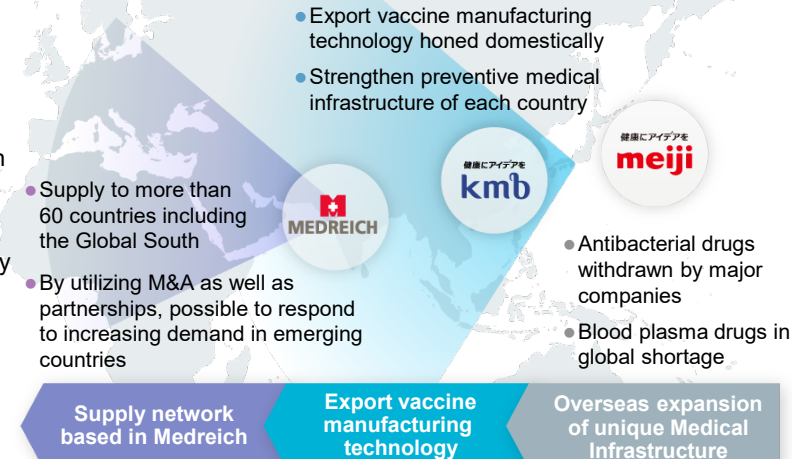 Export vaccine manufacturing
technology honed domestically
Strengthen preventive medical
infrastructure of each country
健康にアイデアを
meiji
健康にアイデアを
kmb
MEDREICH
Supply to more than
60 countries including
the Global South
By utilizing M&A as well as
partnerships, possible to respond
to increasing demand in emerging
countries
Antibacterial drugs
withdrawn by major
companies
Blood plasma drugs in
global shortage
Supply network
based in Medreich
Export vaccine
manufacturing
technology
Overseas expansion
of unique Medical
Infrastructure